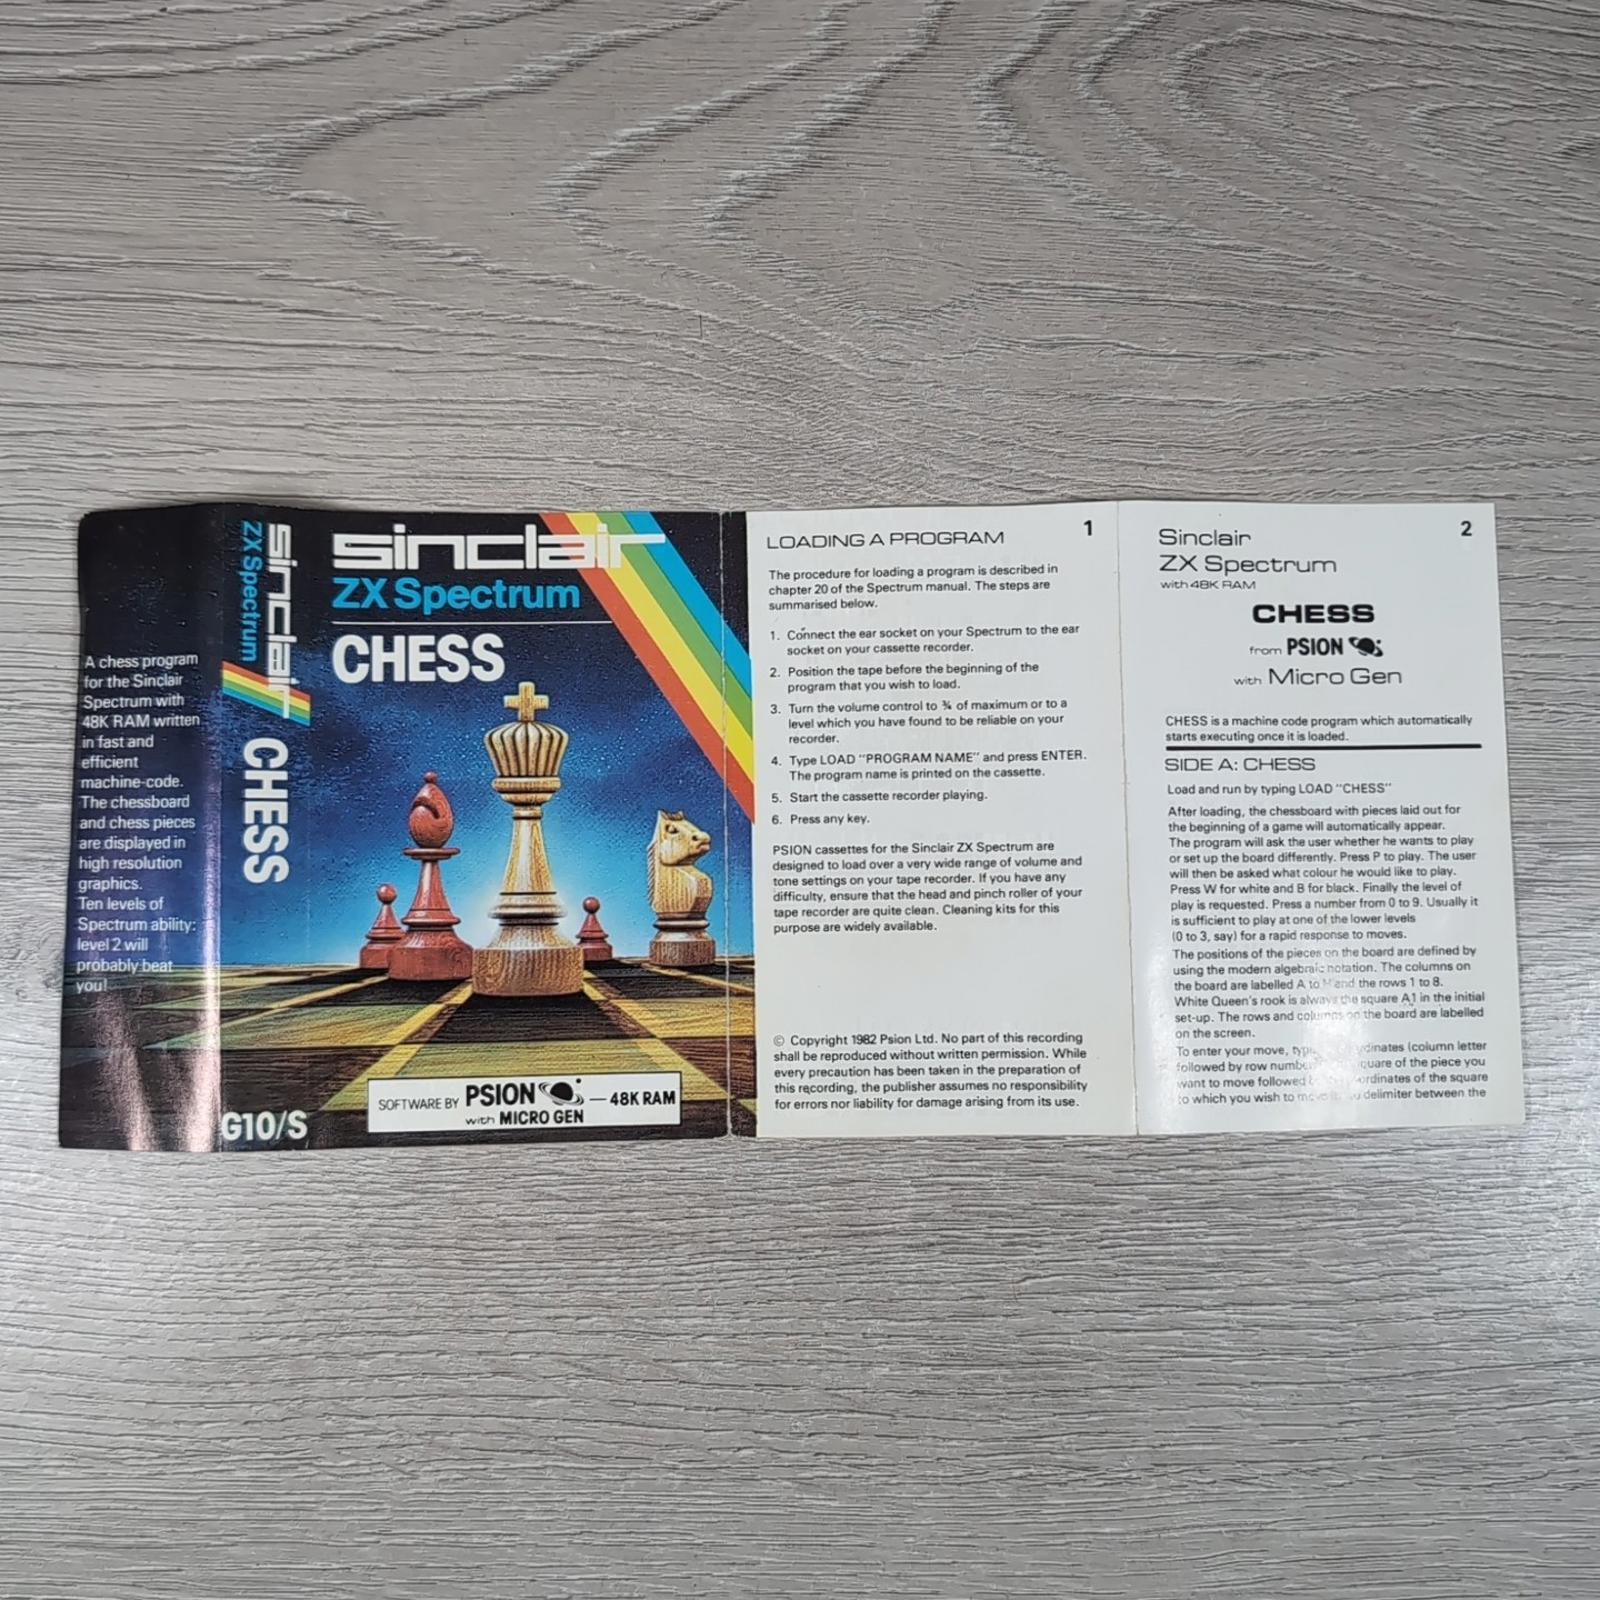 A chess program
for the Sinclair
Spectrum with
48K RAM written
in fast and
efficient
machine-code.
The chessboard
and chess pieces
are displayed in
high resolution
graphics.
Ten levels of
Spectrum ability:
level 2 will
probably beat
you!
sinclair
ZX Spectrum
CHESS
G10/S
sinclair
ZX Spectrum
CHESS
SOFTWARE BY PSION — 48K RAM
with MICRO GEN
1
LOADING A PROGRAM
The procedure for loading a program is described in
chapter 20 of the Spectrum manual. The steps are
summarised below.
1. Connect the ear socket on your Spectrum to the ear
socket on your cassette recorder.
2. Position the tape before the beginning of the
program that you wish to load.
3. Turn the volume control to ¾ of maximum or to a
level which you have found to be reliable on your
recorder.
4. Type LOAD "PROGRAM NAME" and press ENTER.
The program name is printed on the cassette.
5. Start the cassette recorder playing.
6. Press any key.
PSION cassettes for the Sinclair ZX Spectrum are
designed to load over a very wide range of volume and
tone settings on your tape recorder. If you have any
difficulty, ensure that the head and pinch roller of your
tape recorder are quite clean. Cleaning kits for this
purpose are widely available.
© Copyright 1982 Psion Ltd. No part of this recording
shall be reproduced without written permission. While
every precaution has been taken in the preparation of
this recording, the publisher assumes no responsibility
for errors nor liability for damage arising from its use.
2
Sinclair
ZX Spectrum
with 48K RAM
CHESS
from PSION
with Micro Gen
CHESS is a machine code program which automatically
starts executing once it is loaded.
SIDE A: CHESS
Load and run by typing LOAD "CHESS"
After loading, the chessboard with pieces laid out for
the beginning of a game will automatically appear.
The program will ask the user whether he wants to play
or set up the board differently. Press P to play. The user
will then be asked what colour he would like to play.
Press W for white and B for black. Finally the level of
play is requested. Press a number from 0 to 9. Usually it
is sufficient to play at one of the lower levels
(0 to 3, say) for a rapid response to moves.
The positions of the pieces on the board are defined by
using the modern algebraic notation. The columns on
the board are labelled A to H and the rows 1 to 8.
White Queen's rook is always the square A1 in the initial
set-up. The rows and columns on the board are labelled
on the screen.
To enter your move, (column letter
followed by row of the piece you
want to move followed of the square
to which you wish to delimiter between the